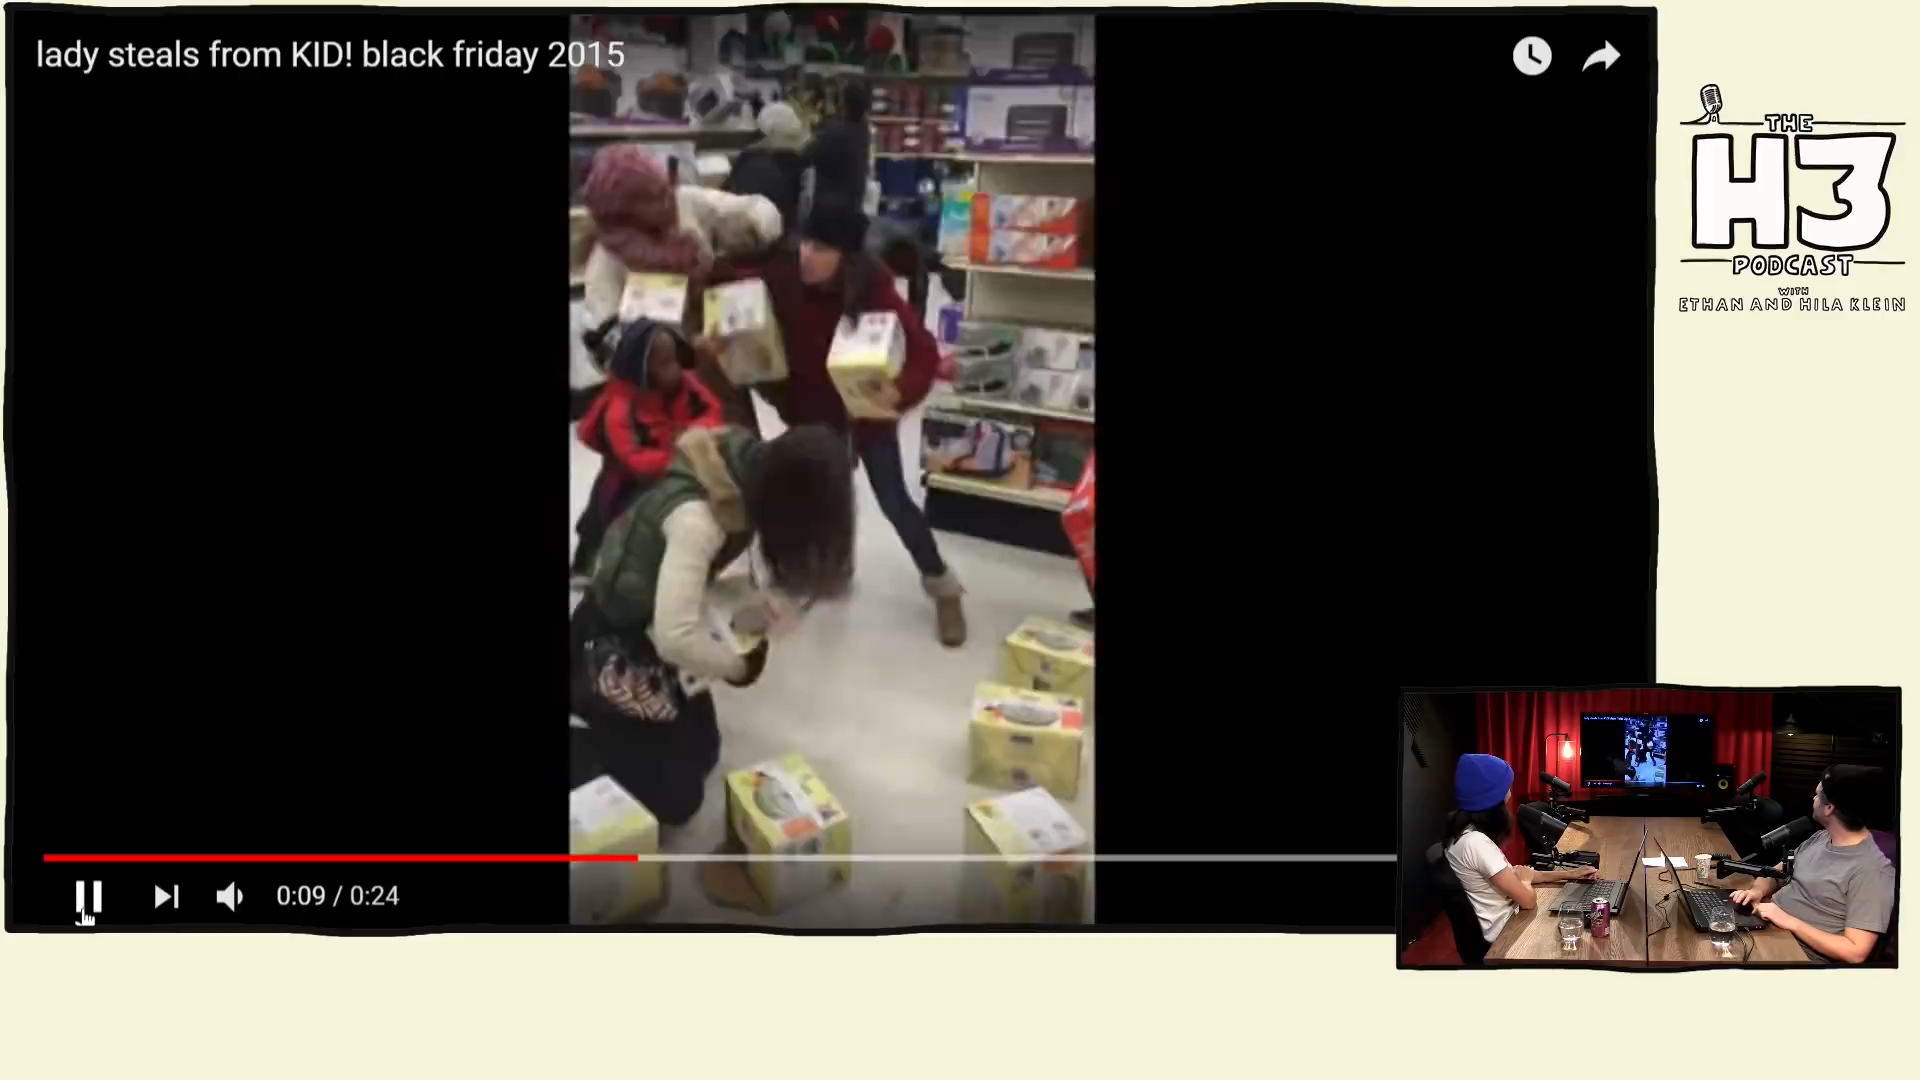 lady steals from KID! black friday 2015
0:09 / 0:24
THE
H3
PODCAST
WITH
ETHAN AND HILA KLEIN